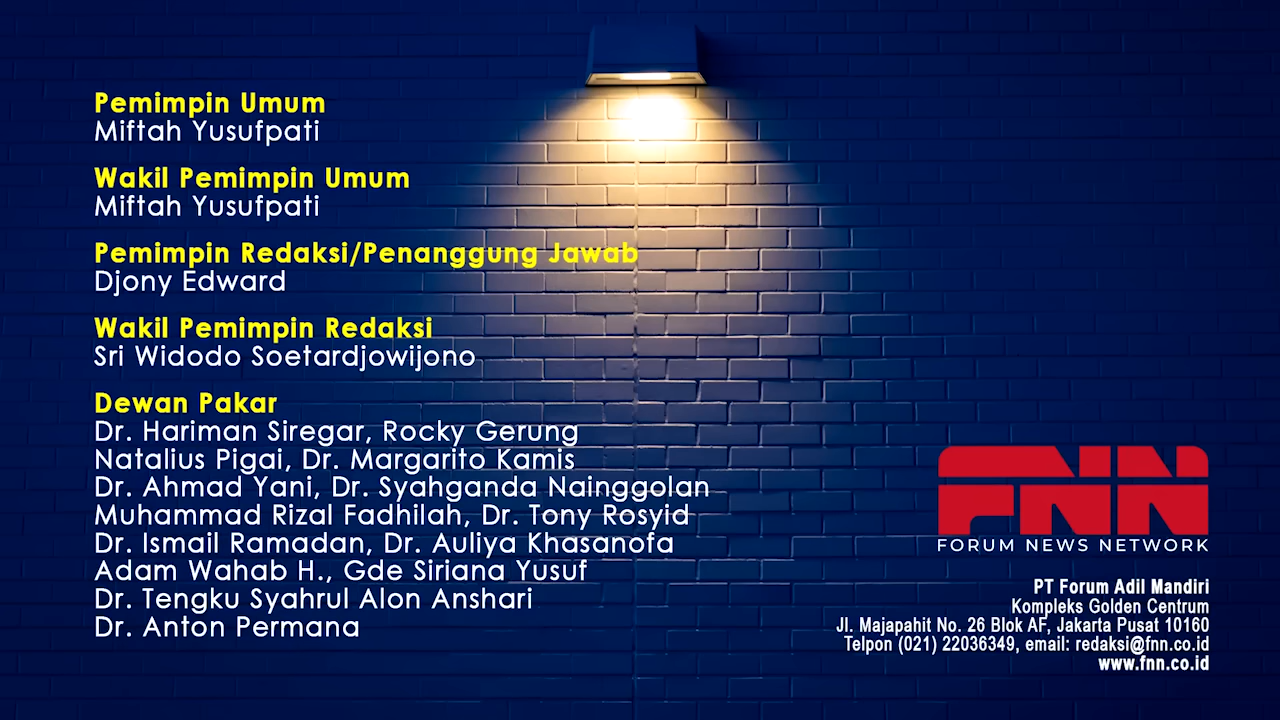 Pemimpin Umum
Miftah Yusufpati
Wakil Pemimpin Umum
Miftah Yusufpati
Pemimpin Redaksi/Penanggung Jawab
Djony Edward
Wakil Pemimpin Redaksi
Sri Widodo Soetardjowijono
Dewan Pakar
Dr. Hariman Siregar, Rocky Gerung
Natalius Pigai, Dr. Margarito Kamis
Dr. Ahmad Yani, Dr. Syahganda Nainggolan
Muhammad Rizal Fadhilah, Dr. Tony Rosyid
Dr. Ismail Ramadan, Dr. Auliya Khasanofa
Adam Wahab H., Gde Siriana Yusuf
Dr. Tengku Syahrul Alon Anshari
Dr. Anton Permana
FNN
FORUM NEWS NETWORK
PT Forum Adil Mandiri
Kompleks Golden Centrum
Jl. Majapahit No. 26 Blok AF, Jakarta Pusat 10160
Telpon (021) 22036349, email: redaksi@fnn.co.id
www.fnn.co.id